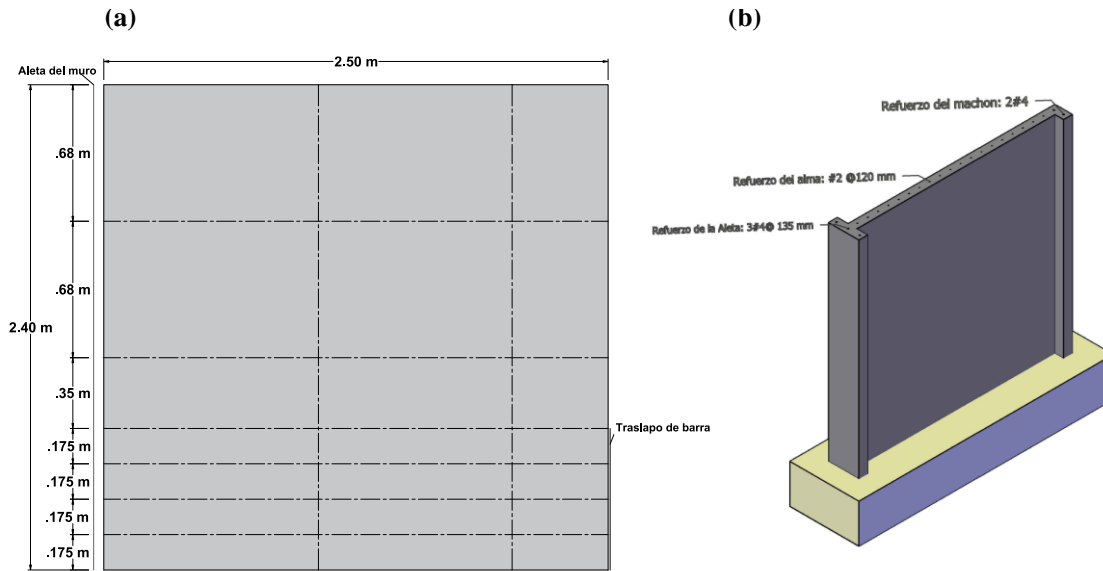 (a)
(b)
Aleta del muro
2.50 m
.68 m
.68 m
2.40 m
.35 m
.175 m
.175 m
.175 m
.175 m
Traslapo de barra
Refuerzo del machon: 2#4
Refuerzo del alma: #2 @120 mm
Refuerzo de la Aleta: 3#4@ 135 mm